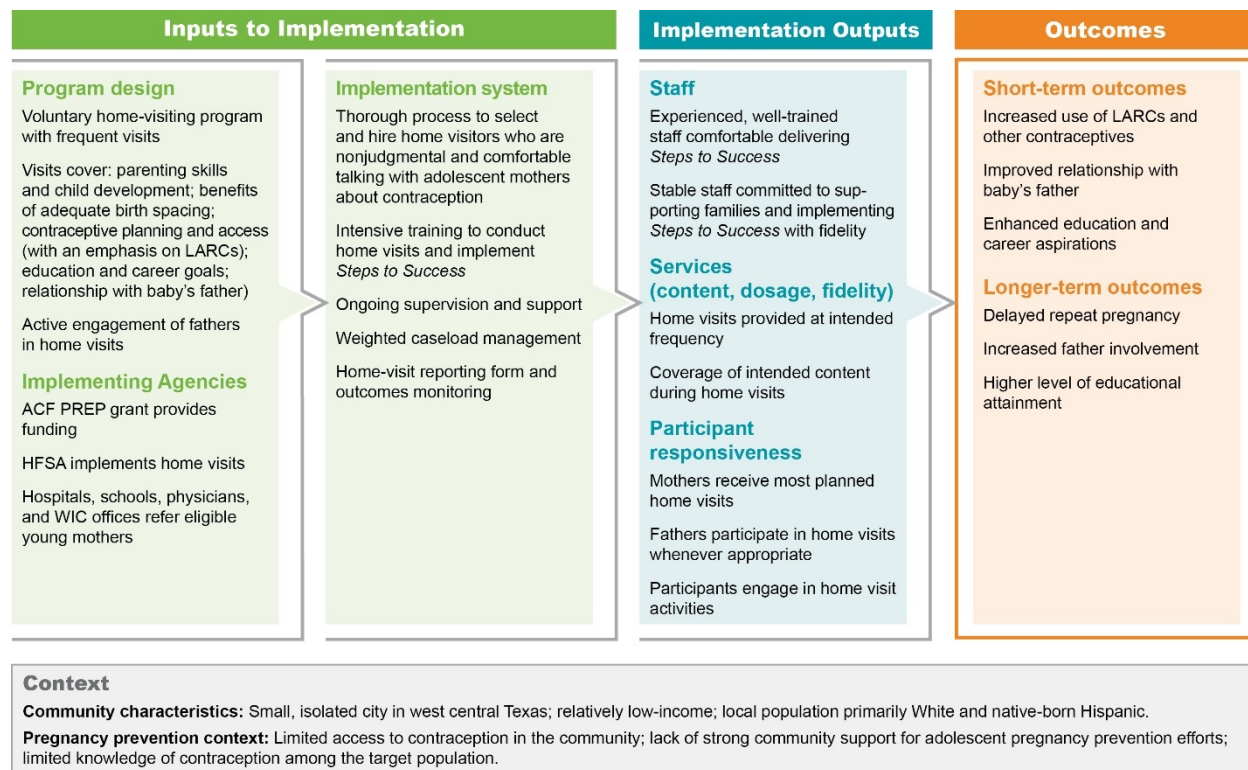 Inputs to Implementation
Program design
Voluntary home-visiting program
with frequent visits
Visits cover: parenting skills
and child development; benefits
of adequate birth spacing;
contraceptive planning and access
(with an emphasis on LARCs);
education and career goals;
relationship with baby's father)
Active engagement of fathers
in home visits
Implementing Agencies
ACF PREP grant provides
funding
HFSA implements home visits
Hospitals, schools, physicians,
and WIC offices refer eligible
young mothers
Implementation system
Thorough process to select
and hire home visitors who are
nonjudgmental and comfortable
talking with adolescent mothers
about contraception
Intensive training to conduct
home visits and implement
Steps to Success
Ongoing supervision and support
Weighted caseload management
Home-visit reporting form and
outcomes monitoring
Implementation Outputs
Staff
Experienced, well-trained
staff comfortable delivering
Steps to Success
Stable staff committed to sup-
porting families and implementing
Steps to Success with fidelity
Services
(content, dosage, fidelity)
Home visits provided at intended
frequency
Coverage of intended content
during home visits
Participant
responsiveness
Mothers receive most planned
home visits
Fathers participate in home visits
whenever appropriate
Participants engage in home visit
activities
Outcomes
Short-term outcomes
Increased use of LARCs and
other contraceptives
Improved relationship with
baby's father
Enhanced education and
career aspirations
Longer-term outcomes
Delayed repeat pregnancy
Increased father involvement
Higher level of educational
attainment
Context
Community characteristics: Small, isolated city in west central Texas; relatively low-income; local population primarily White and native-born Hispanic.
Pregnancy prevention context: Limited access to contraception in the community; lack of strong community support for adolescent pregnancy prevention efforts;
limited knowledge of contraception among the target population.